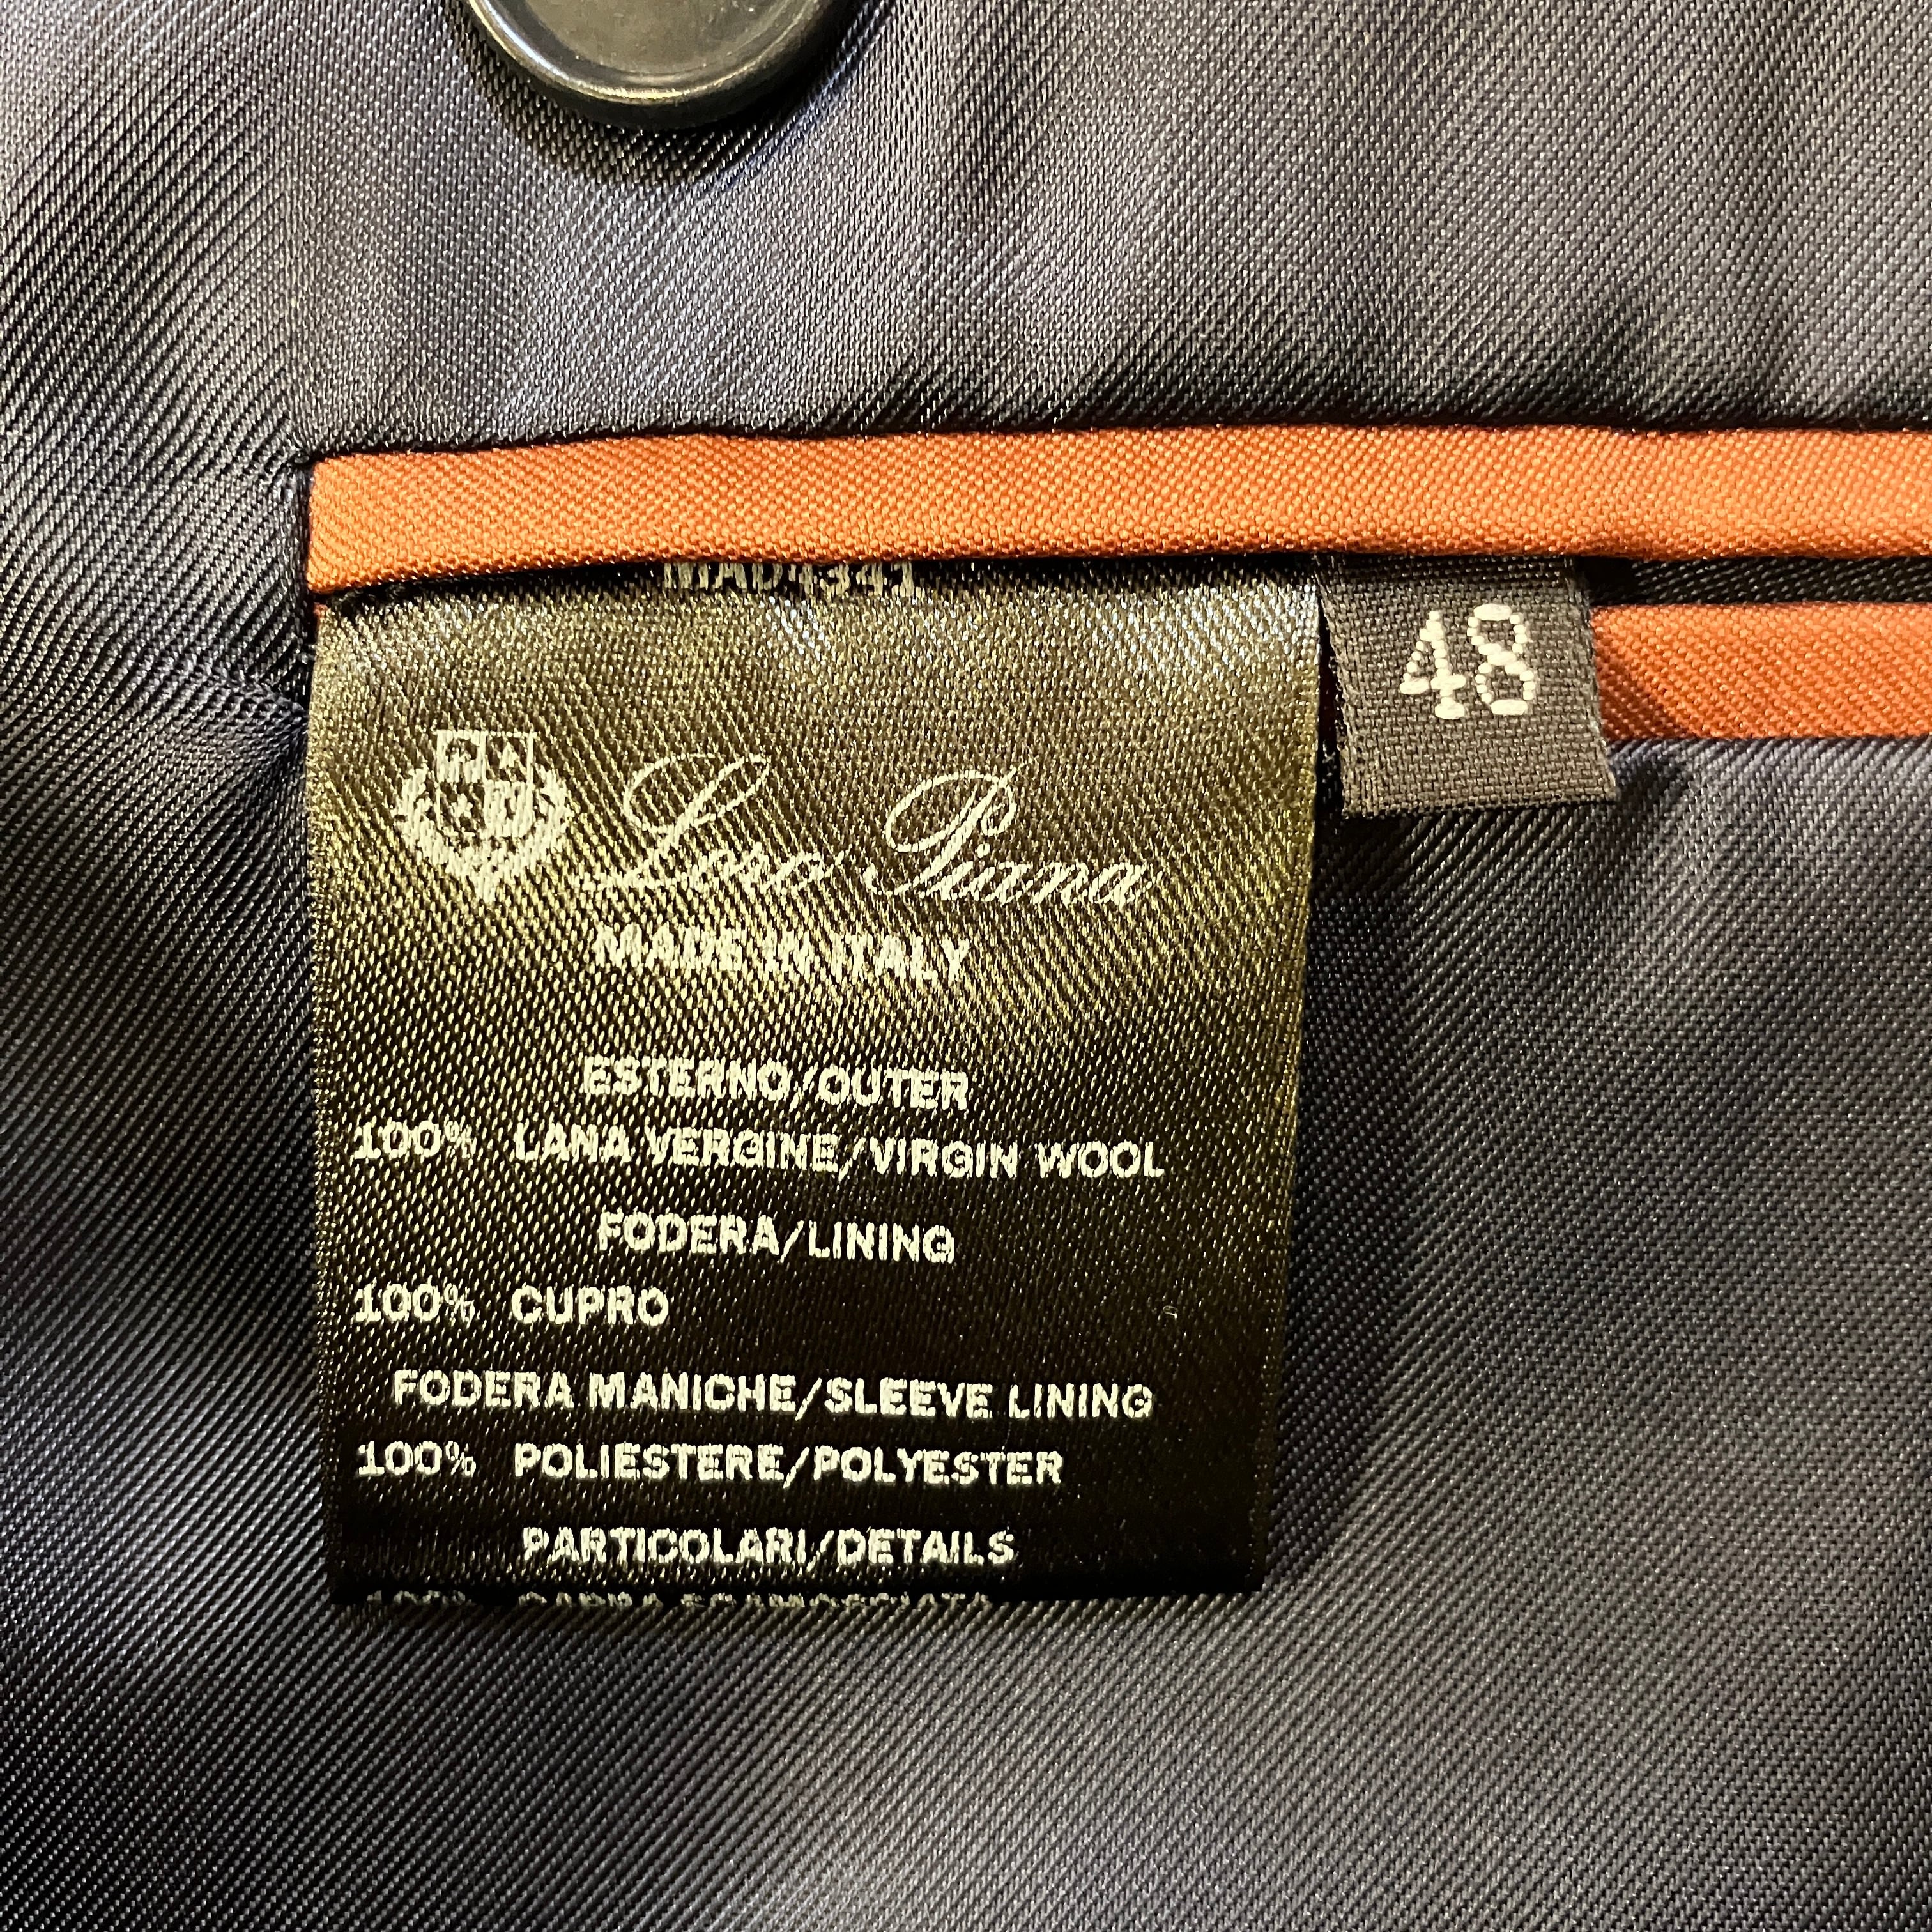 48
Loro Piana
MADE IN ITALY
ESTERNO/OUTER
100% LANA VERGINE/VIRGIN WOOL
FODERA/LINING
100% CUPRO
FODERA MANICHE/SLEEVE LINING
100% POLIESTERE/POLYESTER
PARTICOLARI/DETAILS
100%